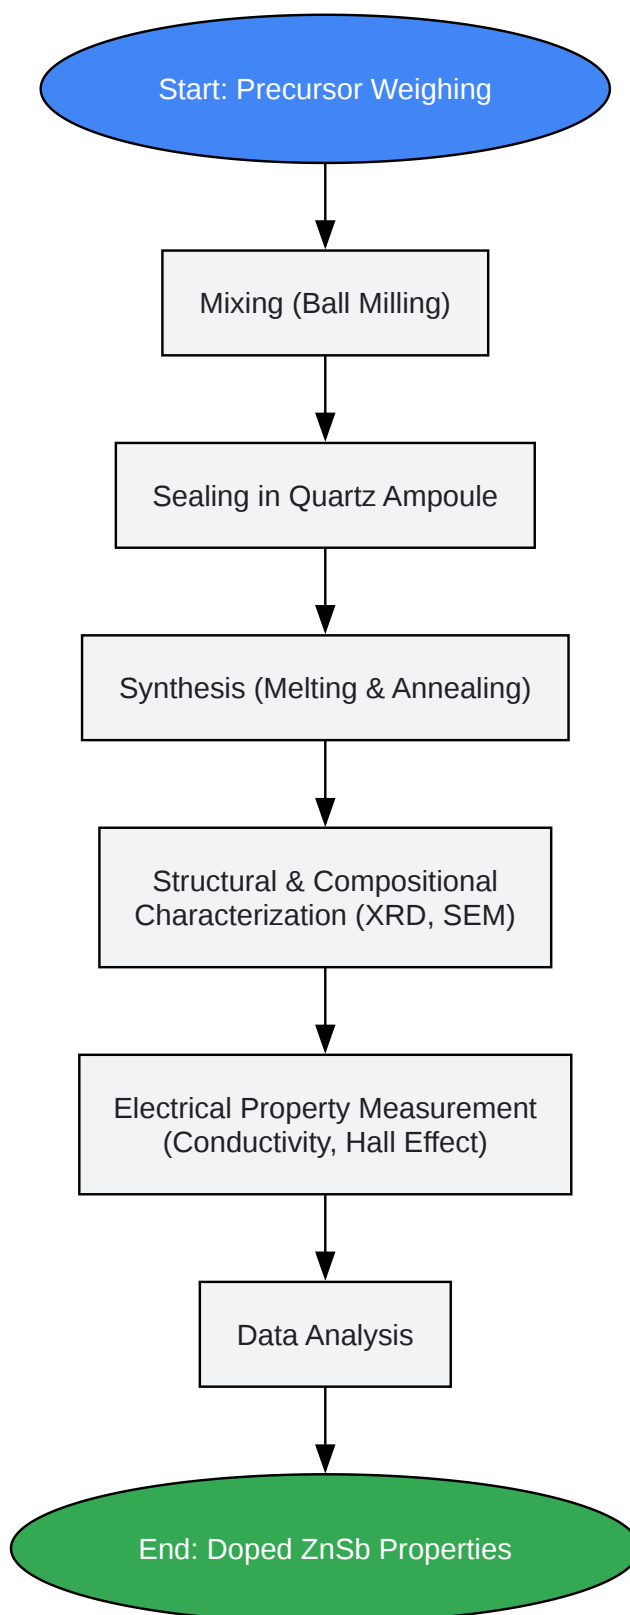 Start: Precursor Weighing
Mixing (Ball Milling)
Sealing in Quartz Ampoule
Synthesis (Melting & Annealing)
Structural & Compositional
Characterization (XRD, SEM)
Electrical Property Measurement
(Conductivity, Hall Effect)
Data Analysis
End: Doped ZnSb Properties